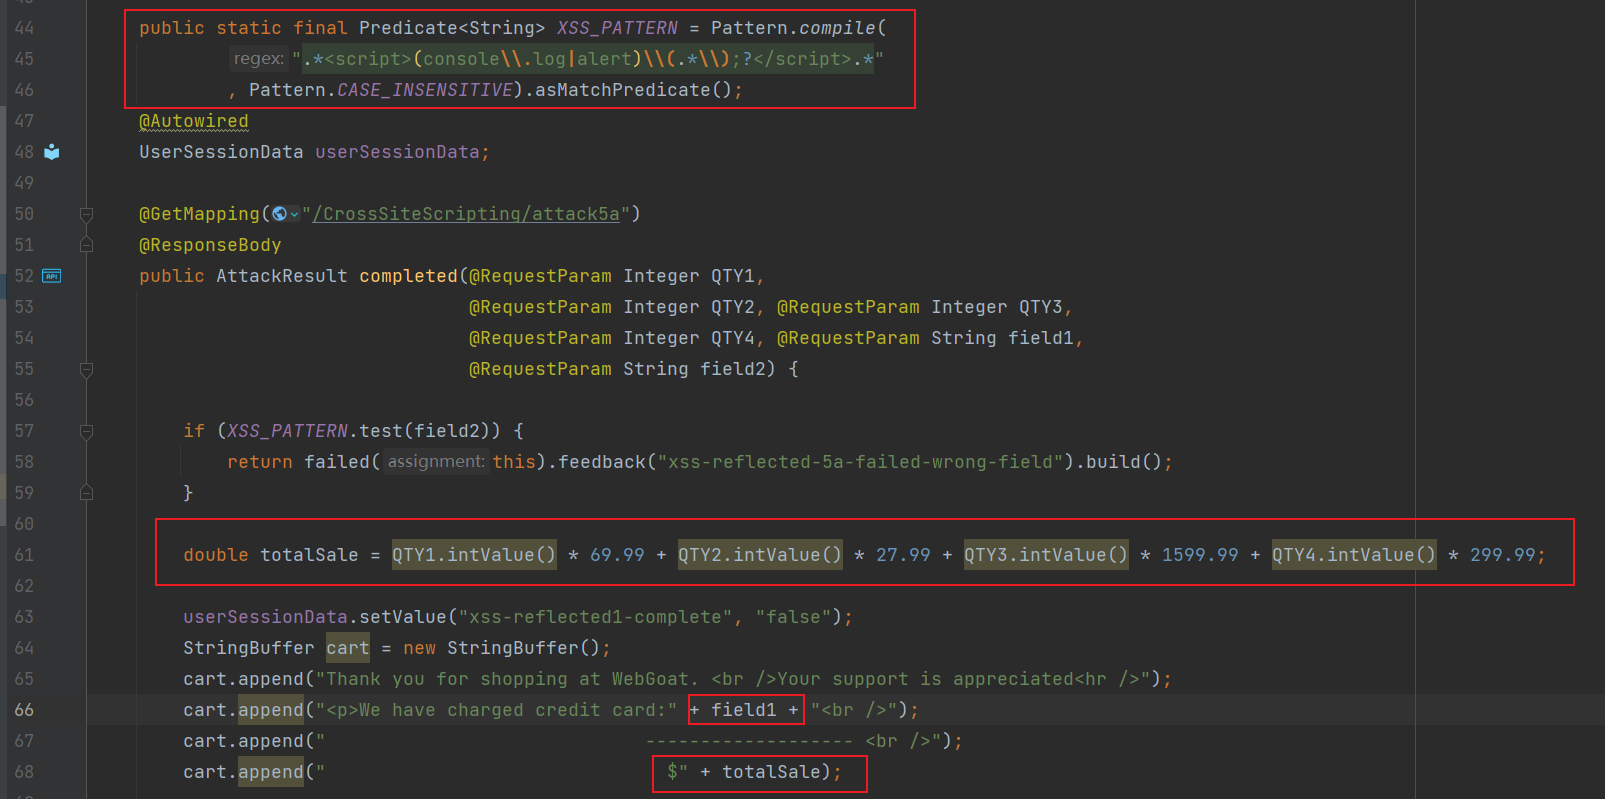 44 public static final Predicate<String> XSS_PATTERN = Pattern.compile(
45 regex: ".*<script>(console\\.log|alert)\\(.*\\);?</script>.*"
46 , Pattern.CASE_INSENSITIVE).asMatchPredicate();
47 @Autowired
48 UserSessionData userSessionData;
49
50 @GetMapping("/CrossSiteScripting/attack5a")
51 @ResponseBody
52 API public AttackResult completed(@RequestParam Integer QTY1,
53 @RequestParam Integer QTY2, @RequestParam Integer QTY3,
54 @RequestParam Integer QTY4, @RequestParam String field1,
55 @RequestParam String field2) {
56
57 if (XSS_PATTERN.test(field2)) {
58 return failed( assignment: this).feedback("xss-reflected-5a-failed-wrong-field").build();
59 }
60
61 double totalSale = QTY1.intValue() * 69.99 + QTY2.intValue() * 27.99 + QTY3.intValue() * 1599.99 + QTY4.intValue() * 299.99;
62
63 userSessionData.setValue("xss-reflected1-complete", "false");
64 StringBuffer cart = new StringBuffer();
65 cart.append("Thank you for shopping at WebGoat. <br />Your support is appreciated<hr />");
66 cart.append("<p>We have charged credit card:" + field1 + "<br />");
67 cart.append("                             ------------------- <br />");
68 cart.append("                               $" + totalSale);